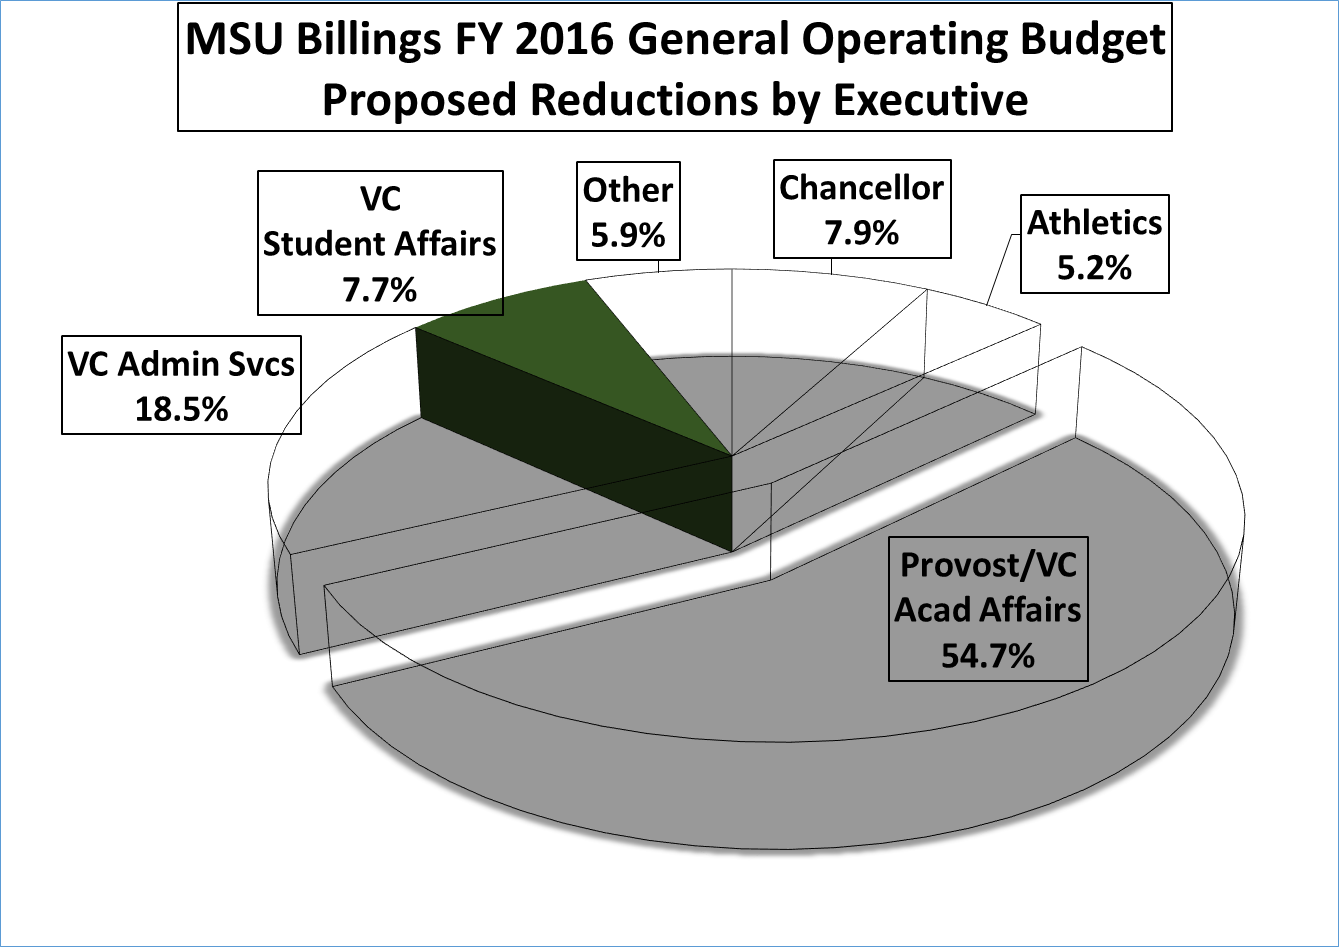 MSU Billings FY 2016 General Operating Budget
Proposed Reductions by Executive
VC
Student Affairs
7.7%
Other
5.9%
Chancellor
7.9%
Athletics
5.2%
VC Admin Svcs
18.5%
Provost/VC
Acad Affairs
54.7%